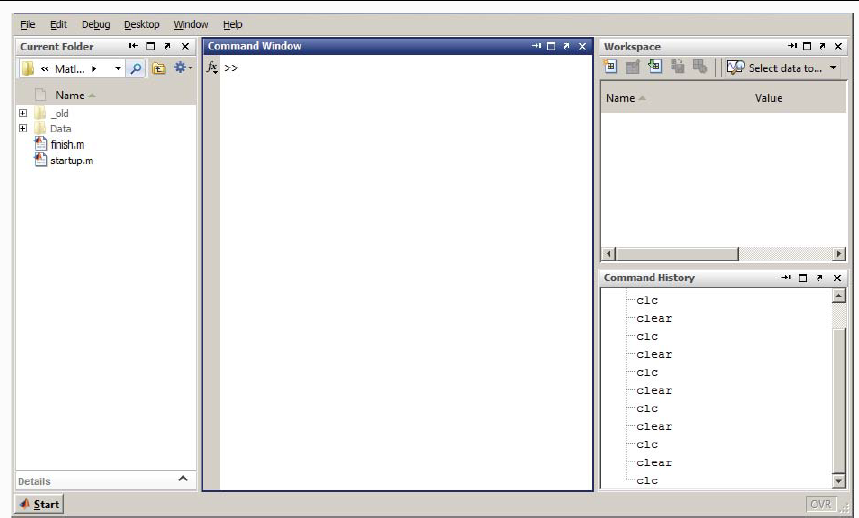 File Edit Debug Desktop Window Help
Current Folder
« Matl...
Name
_old
Data
finish.m
startup.m
Details
Command Window
fx >>
Workspace
Select data to...
Name Value
Command History
clc
clear
clc
clear
clc
clear
clc
clear
clc
clear
clc
Start
OVR